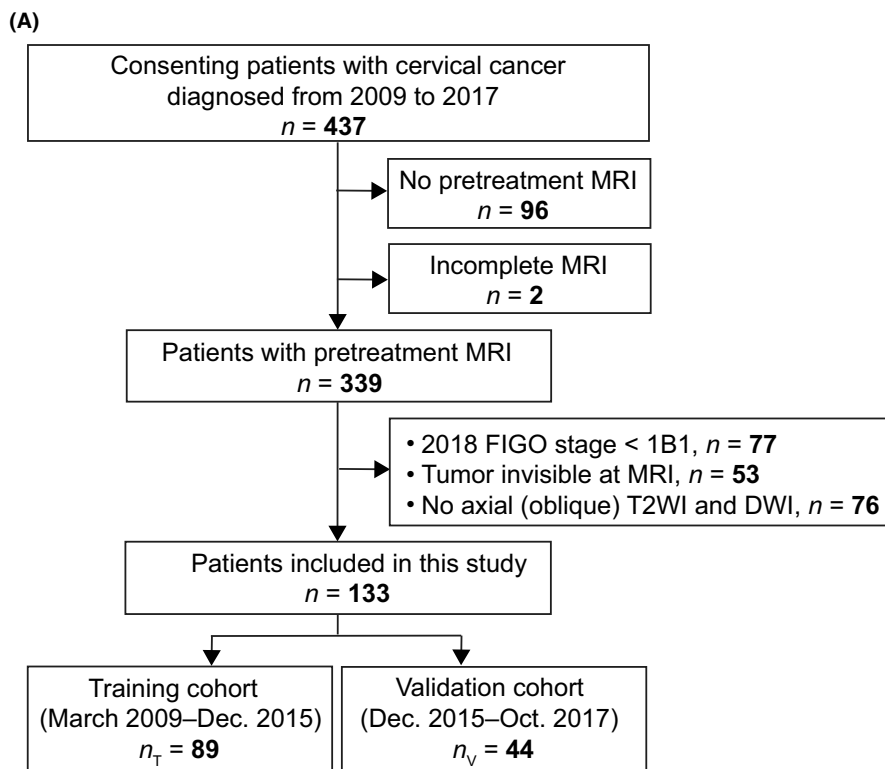 (A)
Consenting patients with cervical cancer
diagnosed from 2009 to 2017
n = 437
No pretreatment MRI
n = 96
Incomplete MRI
n = 2
Patients with pretreatment MRI
n = 339
• 2018 FIGO stage < 1B1, n = 77
• Tumor invisible at MRI, n = 53
• No axial (oblique) T2WI and DWI, n = 76
Patients included in this study
n = 133
Training cohort
(March 2009–Dec. 2015)
n_T = 89
Validation cohort
(Dec. 2015–Oct. 2017)
n_V = 44